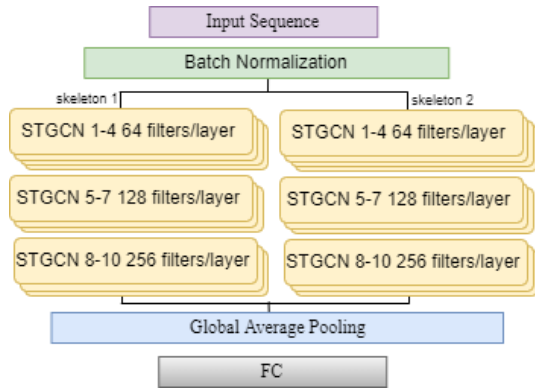 Input Sequence
Batch Normalization
skeleton 1
skeleton 2
STGCN 1-4 64 filters/layer
STGCN 1-4 64 filters/layer
STGCN 5-7 128 filters/layer
STGCN 5-7 128 filters/layer
STGCN 8-10 256 filters/layer
STGCN 8-10 256 filters/layer
Global Average Pooling
FC